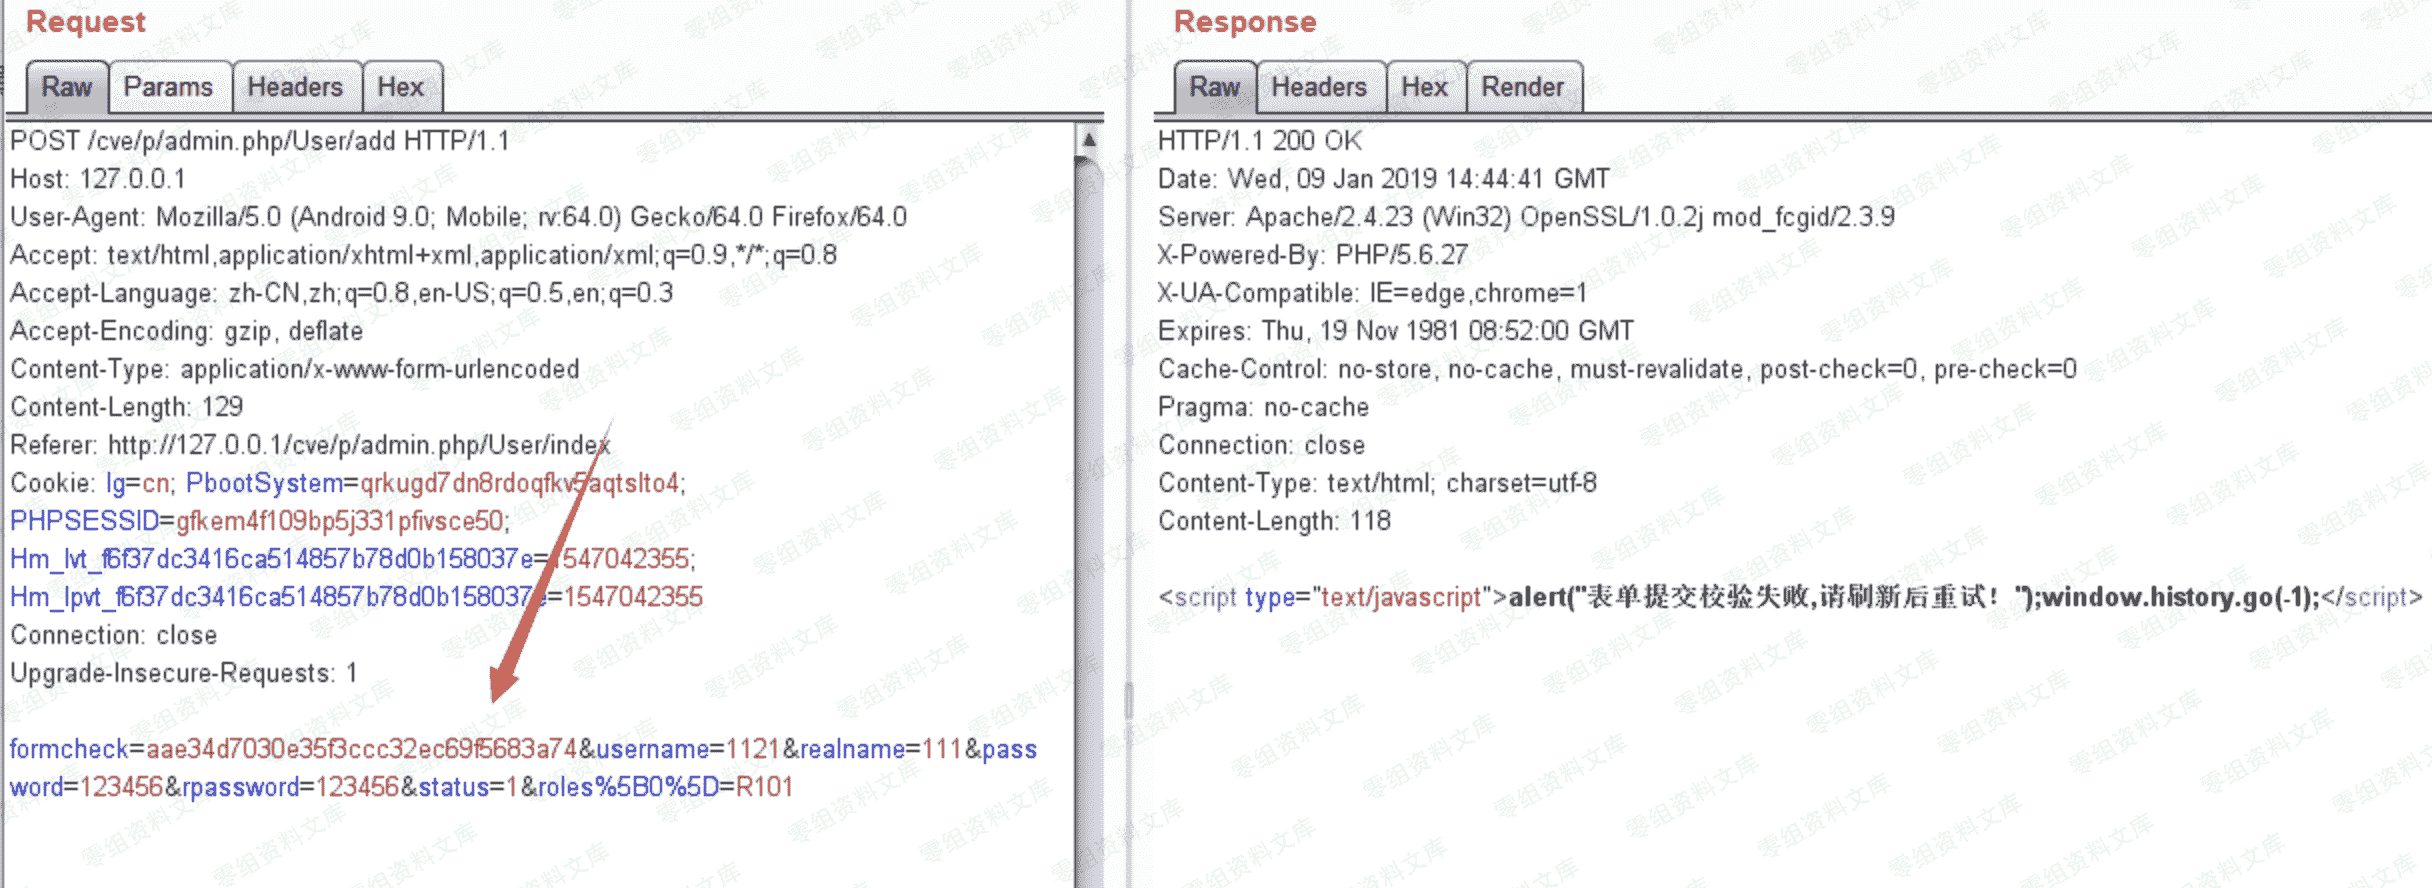 Request
Raw Params Headers Hex
POST /cve/p/admin.php/User/add HTTP/1.1
Host: 127.0.0.1
User-Agent: Mozilla/5.0 (Android 9.0; Mobile; rv:64.0) Gecko/64.0 Firefox/64.0
Accept: text/html,application/xhtml+xml,application/xml;q=0.9,*/*;q=0.8
Accept-Language: zh-CN,zh;q=0.8,en-US;q=0.5,en;q=0.3
Accept-Encoding: gzip, deflate
Content-Type: application/x-www-form-urlencoded
Content-Length: 129
Referer: http://127.0.0.1/cve/p/admin.php/User/index
Cookie: lg=cn; PbootSystem=qrkugd7dn8rdoqfkv5aqtslto4;
PHPSESSID=gfkem4f109bp5j331pfivsce50;
Hm_lvt_f6f37dc3416ca514857b78d0b158037e=1547042355;
Hm_lpvt_f6f37dc3416ca514857b78d0b158037e=1547042355
Connection: close
Upgrade-Insecure-Requests: 1
formcheck=aae34d7030e35f3ccc32ec69f5683a74&username=1121&realname=111&pass
word=123456&rpassword=123456&status=1&roles%5B0%5D=R101
Response
Raw Headers Hex Render
HTTP/1.1 200 OK
Date: Wed, 09 Jan 2019 14:44:41 GMT
Server: Apache/2.4.23 (Win32) OpenSSL/1.0.2j mod_fcgid/2.3.9
X-Powered-By: PHP/5.6.27
X-UA-Compatible: IE=edge,chrome=1
Expires: Thu, 19 Nov 1981 08:52:00 GMT
Cache-Control: no-store, no-cache, must-revalidate, post-check=0, pre-check=0
Pragma: no-cache
Connection: close
Content-Type: text/html; charset=utf-8
Content-Length: 118
<script type="text/javascript">alert("表单提交校验失败,请刷新后重试！");window.history.go(-1);</script>
零组资料文库